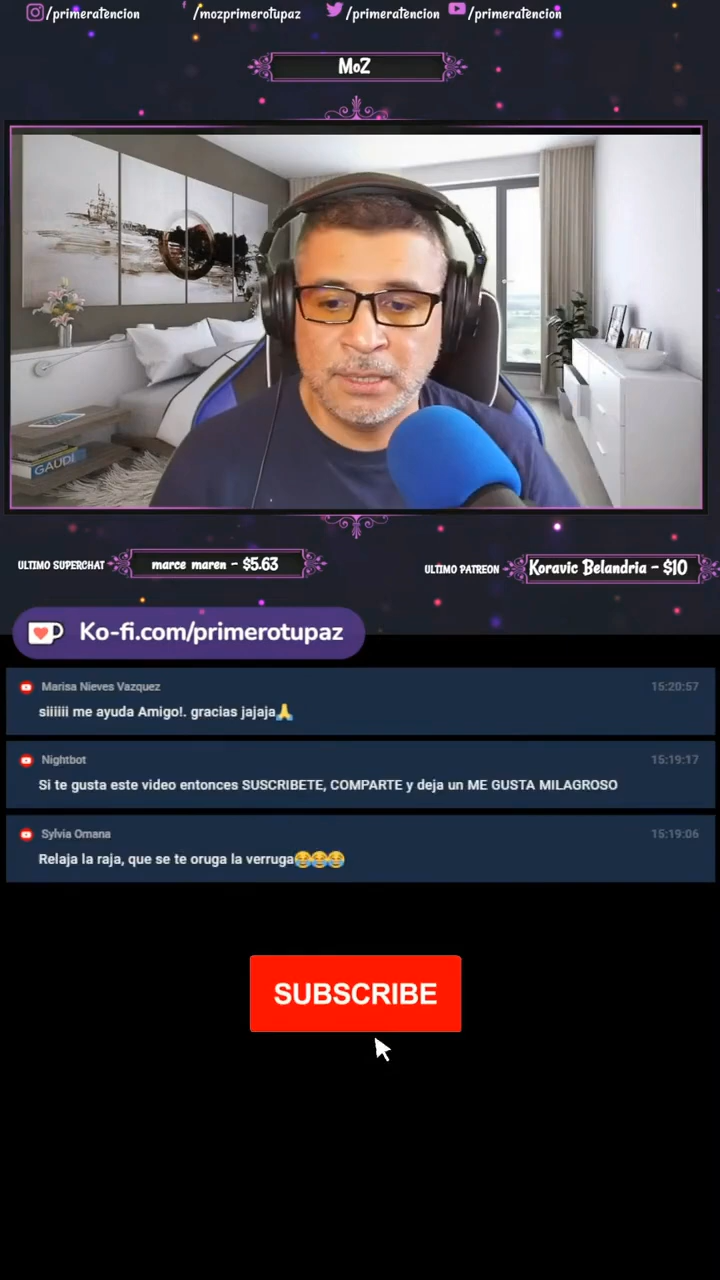 /primeratencion
/mozprimerotupaz
/primeratencion
/primeratencion
MoZ
GAUDÍ
ULTIMO SUPERCHAT
marce maren - $5.63
ULTIMO PATREON
Koravic Belandria - $10
Ko-fi.com/primerotupaz
Marisa Nieves Vazquez
15:20:57
siiiiii me ayuda Amigo!. gracias jajaja🙏
Nightbot
15:19:17
Si te gusta este video entonces SUSCRIBETE, COMPARTE y deja un ME GUSTA MILAGROSO
Sylvia Omana
15:19:06
Relaja la raja, que se te oruga la verruga😂😂😂
SUBSCRIBE